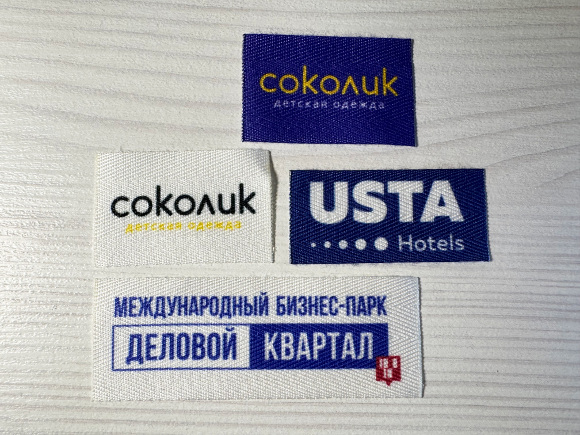 соколик
детская одежда
соколик
детская одежда
USTA
Hotels
МЕЖДУНАРОДНЫЙ БИЗНЕС-ПАРК
ДЕЛОВОЙ КВАРТАЛ